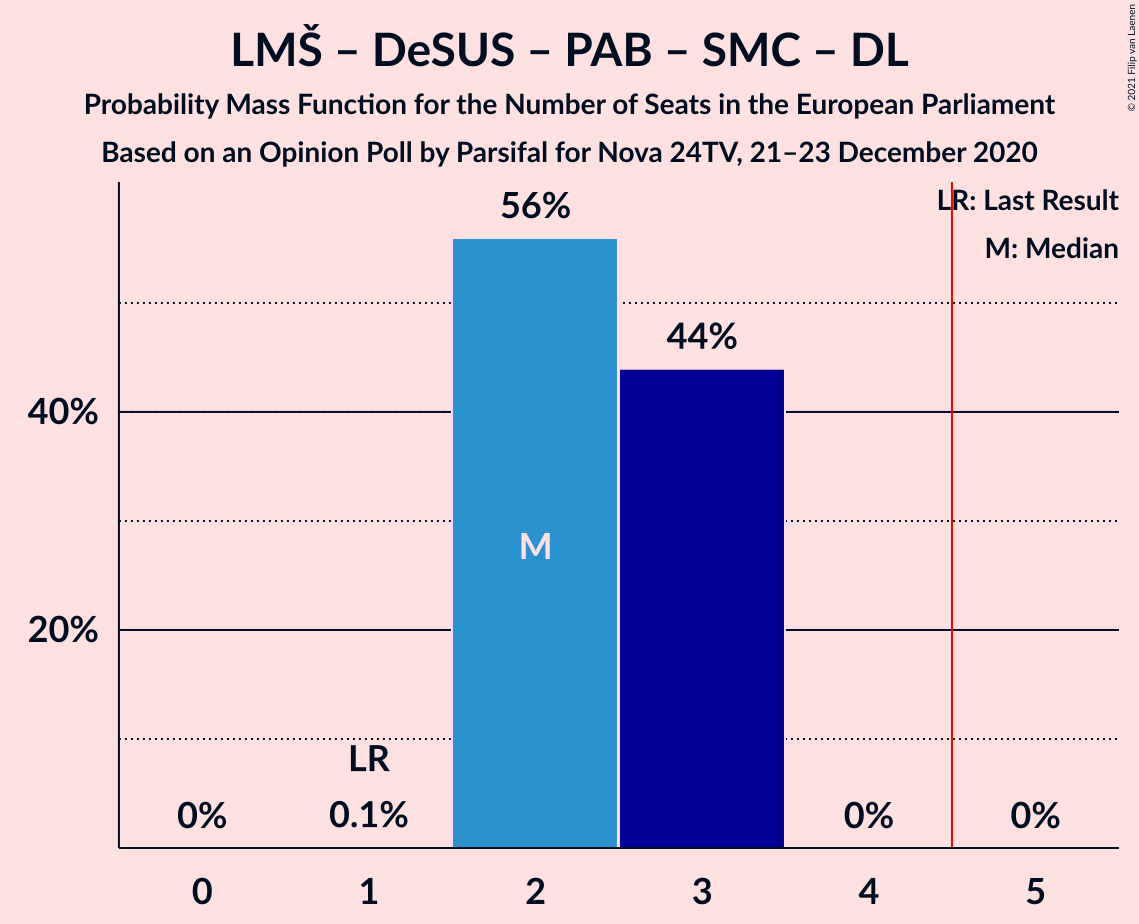 LMŠ – DeSUS – PAB – SMC – DL
Probability Mass Function for the Number of Seats in the European Parliament
Based on an Opinion Poll by Parsifal for Nova 24TV, 21–23 December 2020
© 2021 Filip van Laenen
LR: Last Result
M: Median
56%
44%
40%
M
20%
LR
0%
0.1%
0%
0%
0
1
2
3
4
5